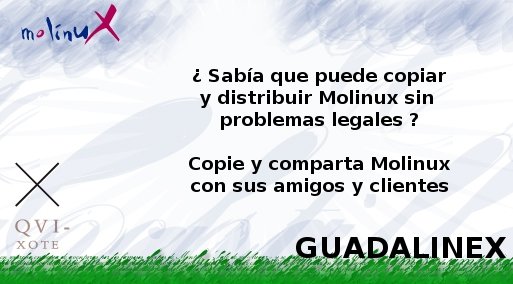 molinux
¿ Sabía que puede copiar
y distribuir Molinux sin
problemas legales ?
Copie y comparta Molinux
con sus amigos y clientes
QVI-
XOTE
GUADALINEX